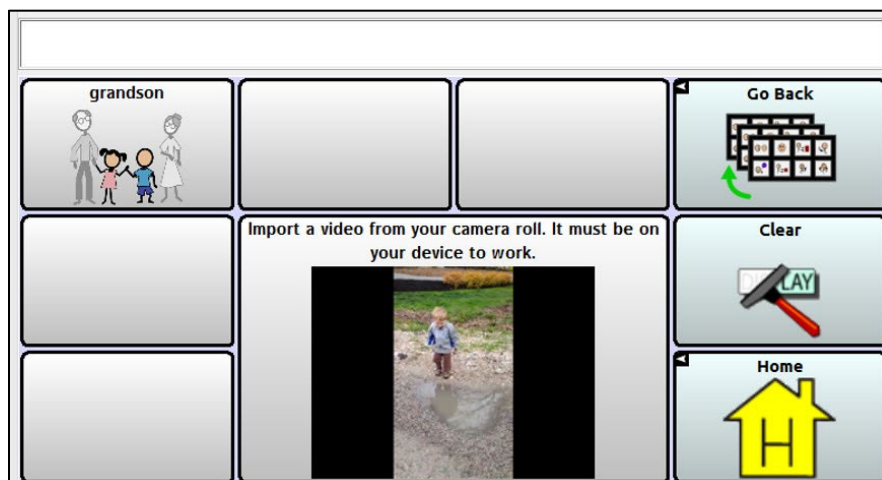 grandson
Go Back
Import a video from your camera roll. It must be on
your device to work.
Clear
DISPLAY
Home
H